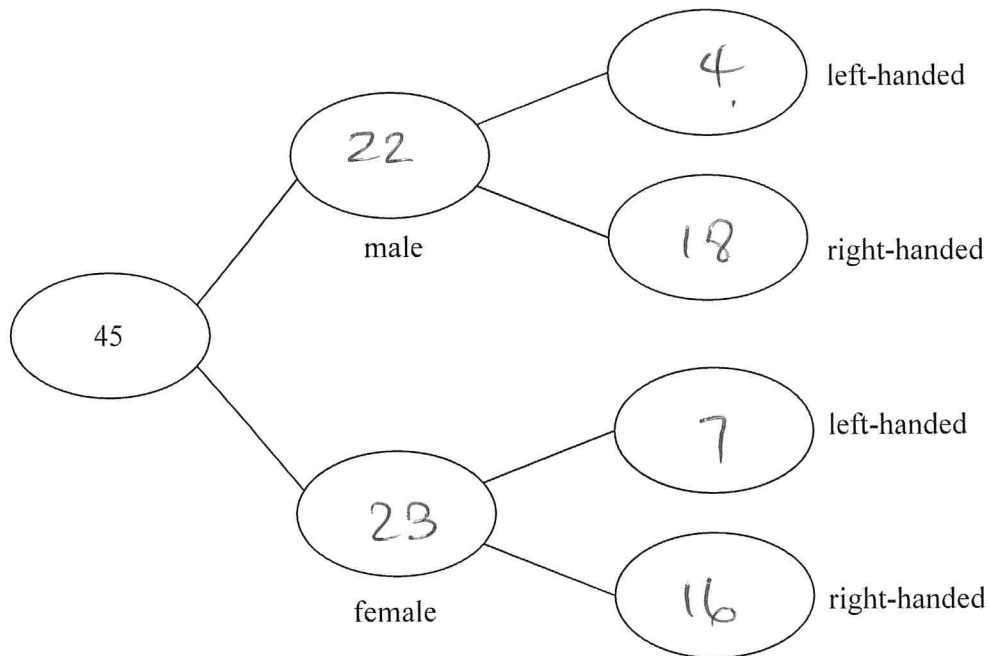 4 left-handed
22
male
18 right-handed
45
7 left-handed
23
female
16 right-handed